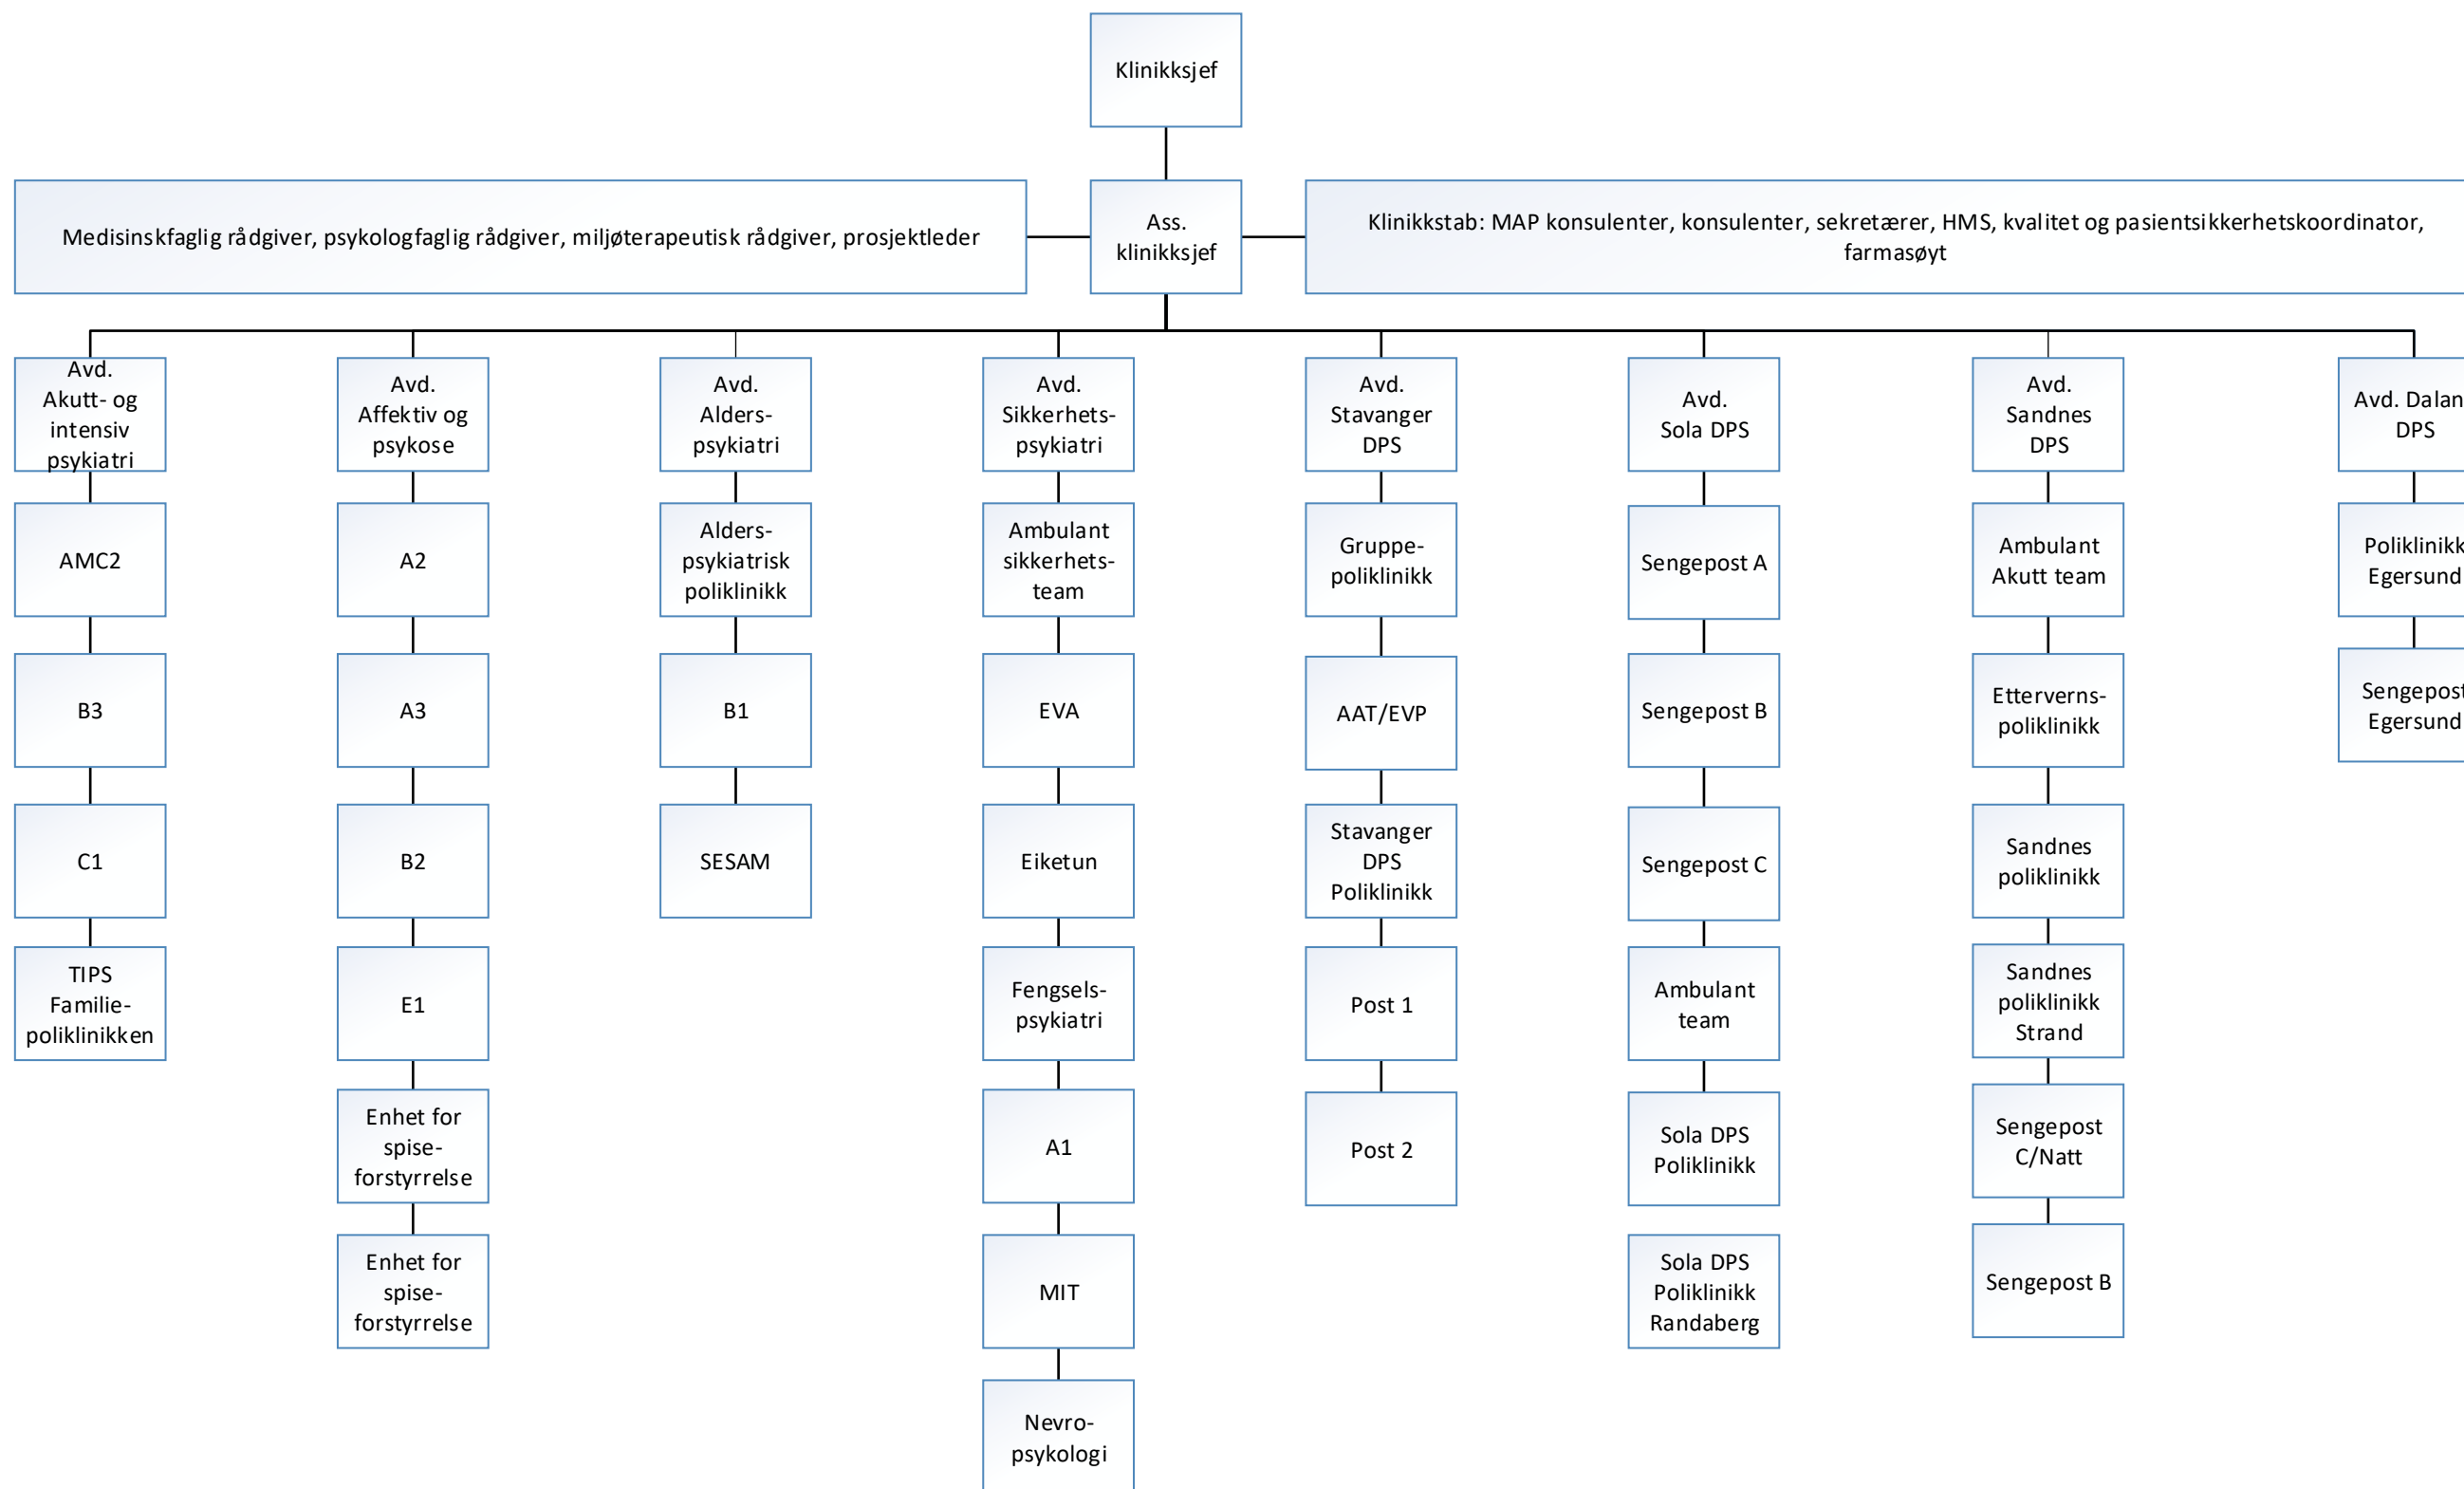 Klinikksjef
Medisinskfaglig rådgiver, psykologfaglig rådgiver, miljøterapeutisk rådgiver, prosjektleder
Ass.
klinikksjef
Klinikkstab: MAP konsulenter, konsulenter, sekretærer, HMS, kvalitet og pasientsikkerhetskoordinator,
farmasøyt
Avd.
Akutt- og
intensiv
psykiatri
AMC2
B3
C1
TIPS
Familie-
poliklinikken
Avd.
Affektiv og
psykose
A2
A3
B2
E1
Enhet for
spise-
forstyrrelse
Enhet for
spise-
forstyrrelse
Avd.
Alders-
psykiatri
Alders-
psykiatrisk
poliklinikk
B1
SESAM
Avd.
Sikkerhets-
psykiatri
Ambulant
sikkerhets-
team
EVA
Eiketun
Fengsels-
psykiatri
A1
MIT
Nevro-
psykologi
Avd.
Stavanger
DPS
Gruppe-
poliklinikk
AAT/EVP
Stavanger
DPS
Poliklinikk
Post 1
Post 2
Avd.
Sola DPS
Sengepost A
Sengepost B
Sengepost C
Ambulant
team
Sola DPS
Poliklinikk
Sola DPS
Poliklinikk
Randaberg
Avd.
Sandnes
DPS
Ambulant
Akutt team
Etterverns-
poliklinikk
Sandnes
poliklinikk
Sandnes
poliklinikk
Strand
Sengepost
C/Natt
Sengepost B
Avd. Dalan
DPS
Poliklinikk
Egersund
Sengepost
Egersund